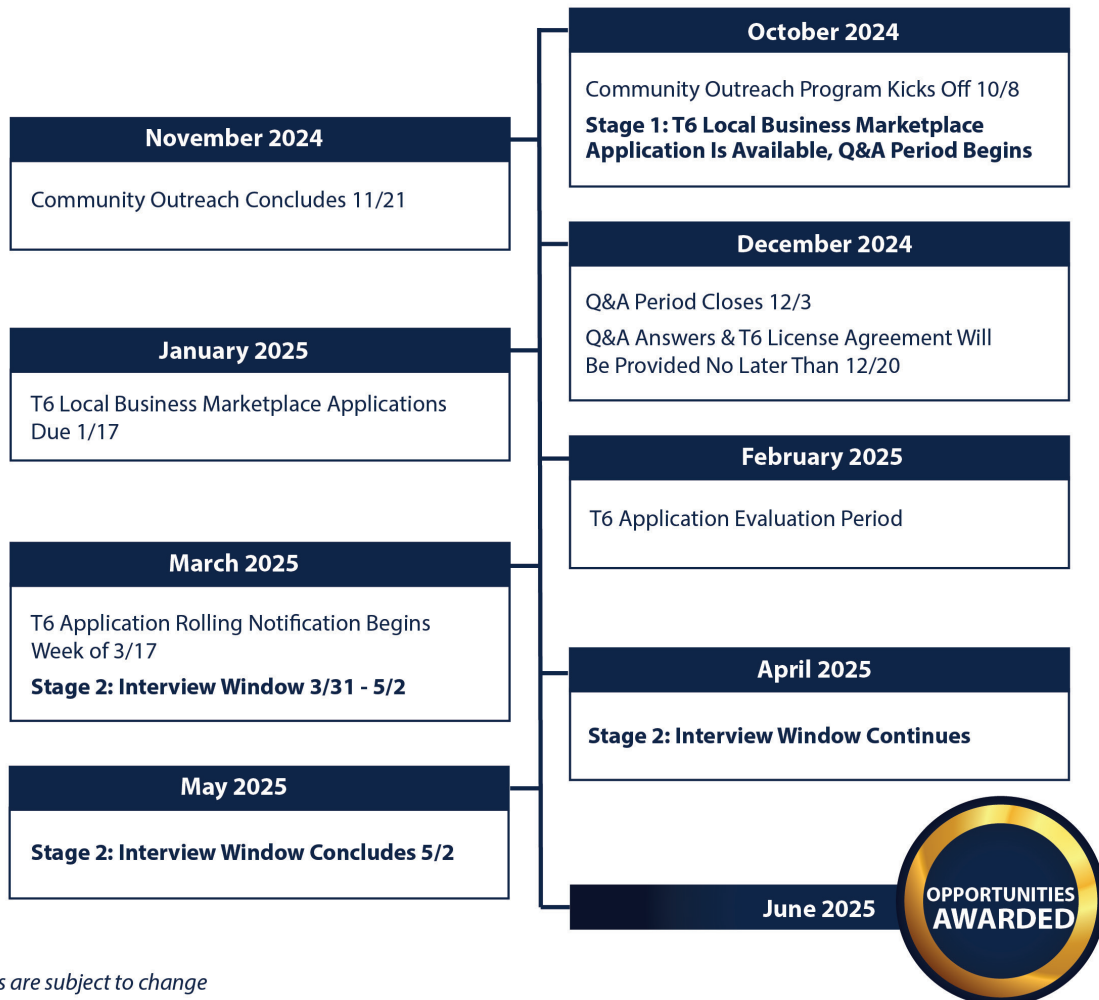 October 2024
Community Outreach Program Kicks Off 10/8
Stage 1: T6 Local Business Marketplace
Application Is Available, Q&A Period Begins
November 2024
Community Outreach Concludes 11/21
December 2024
Q&A Period Closes 12/3
Q&A Answers & T6 License Agreement Will
Be Provided No Later Than 12/20
January 2025
T6 Local Business Marketplace Applications
Due 1/17
February 2025
T6 Application Evaluation Period
March 2025
T6 Application Rolling Notification Begins
Week of 3/17
Stage 2: Interview Window 3/31 - 5/2
April 2025
Stage 2: Interview Window Continues
May 2025
Stage 2: Interview Window Concludes 5/2
June 2025
OPPORTUNITIES
AWARDED
are subject to change